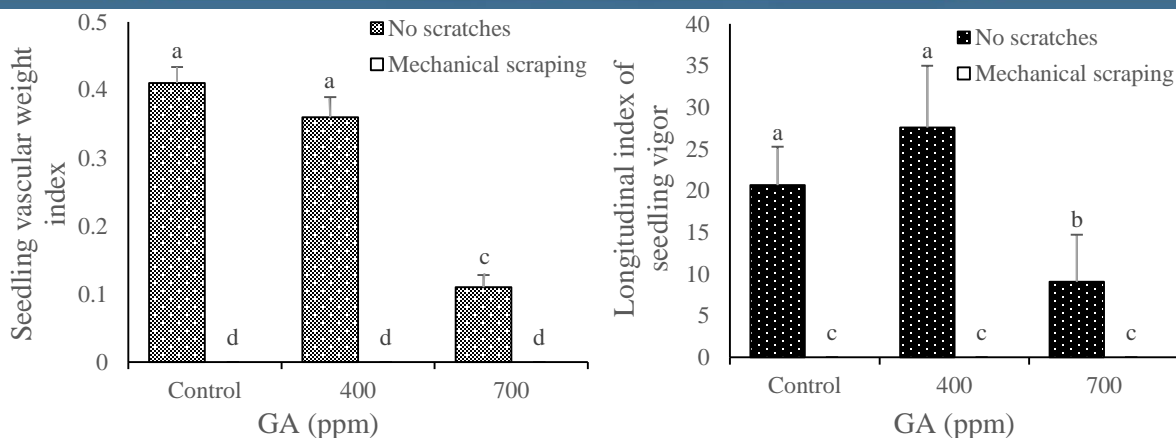 Seedling vascular weight
index
0.5
0.4
0.3
0.2
0.1
0
No scratches
Mechanical scraping
a
a
c
d
d
d
Control
400
700
GA (ppm)
Longitudinal index of
seedling vigor
40
35
30
25
20
15
10
5
0
No scratches
Mechanical scraping
a
a
b
c
c
c
Control
400
700
GA (ppm)